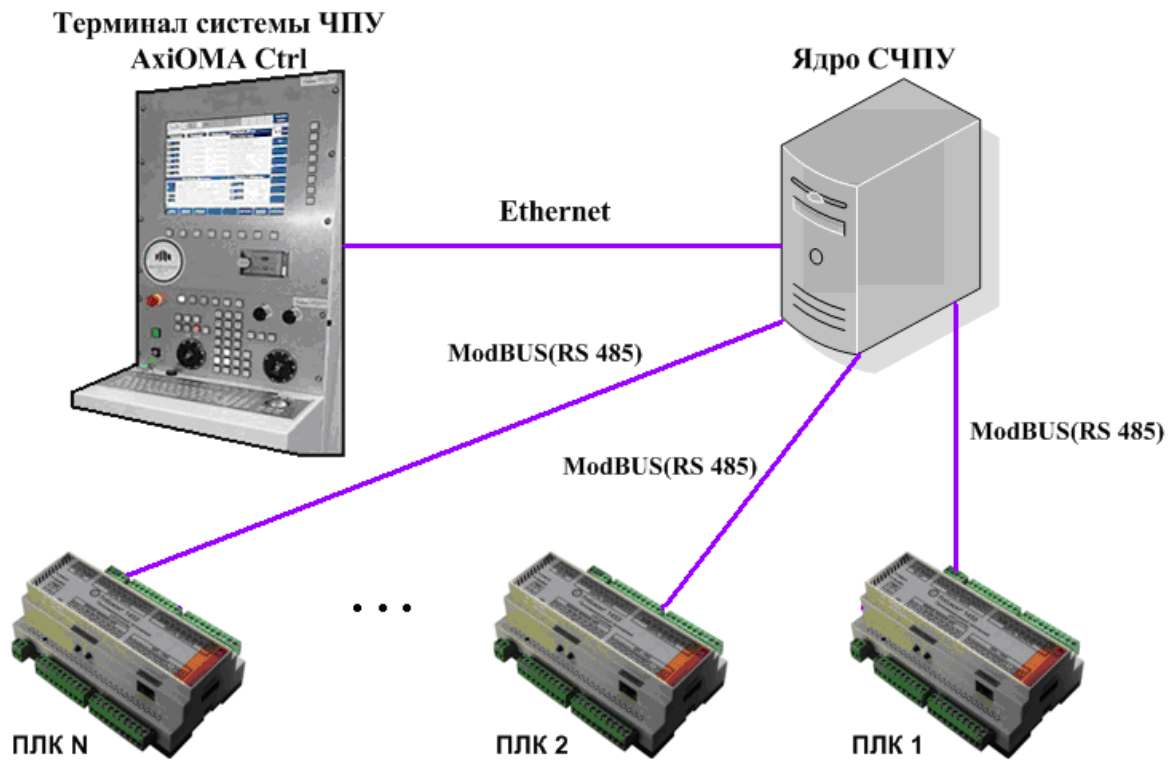 Терминал системы ЧПУ
AxiOMA Ctrl
Ядро СЧПУ
Ethernet
ModBUS(RS 485)
ModBUS(RS 485)
ModBUS(RS 485)
ПЛК N
. . .
ПЛК 2
ПЛК 1